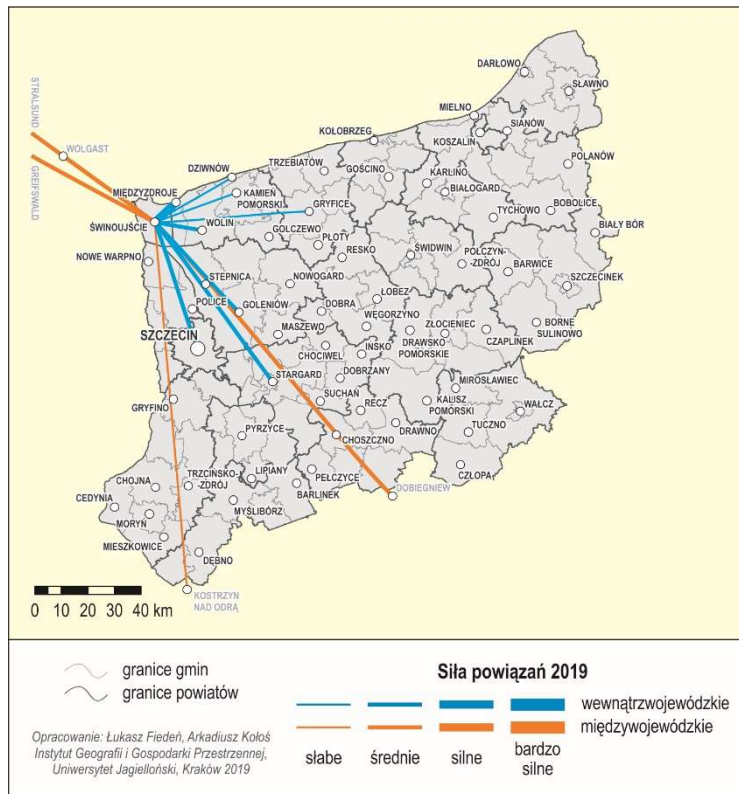 DARŁOWO
SŁAWNO
STRALSUND
MIELNO
SIANÓW
KOSZALIN
WOLGAST
KOŁOBRZEG
GREIFSWALD
DZIWNÓW
TRZEBIATÓW
GOŚCINO
KARLINO
POLANÓW
MIĘDZYZDROJE
KAMIEŃ
POMORSKI
BIAŁOGARD
GRYFICE
BOBOLICE
TYCHOWO
ŚWINOUJŚCIE
WOLIN
GOLCZEWO
PŁOTY
BIAŁY BÓR
NOWE WARPNO
RESKO
ŚWIDWIN
POŁCZYN-
ZDRÓJ
BARWICE
STEPNICA
NOWOGARD
SZCZECINEK
POLICE
GOLENIÓW
DOBRA
ŁOBEZ
WĘGORZYNO
ZŁOCIENIEC
BORNE
SULINOWO
SZCZECIN
MASZEWO
DRAWSKO
POMORSKIE
CZAPLINEK
CHOCIWEL
IŃSKO
STARGARD
DOBRZANY
MIROSŁAWIEC
SUCHAŃ
KALISZ
POMÓRSKI
WAŁCZ
GRYFINO
RECZ
TUCZNO
PYRZYCE
CHOSZCZNO
DRAWNO
CHOJNA
TRZCIŃSKO-
ZDRÓJ
LIPIANY
PEŁCZYCE
CZŁOPA
CEDYNIA
BARLINEK
DOBIEGNIEW
MORYŃ
MYŚLIBÓRZ
MIESZKOWICE
DĘBNO
KOSTRZYN
NAD ODRĄ
0 10 20 30 40 km
granice gmin
granice powiatów
Opracowanie: Łukasz Fiedeń, Arkadiusz Kołoś
Instytut Geografii i Gospodarki Przestrzennej,
Uniwersytet Jagielloński, Kraków 2019
Siła powiązań 2019
wewnątrzwojewódzkie
międzywojewódzkie
słabe średnie silne bardzo
silne